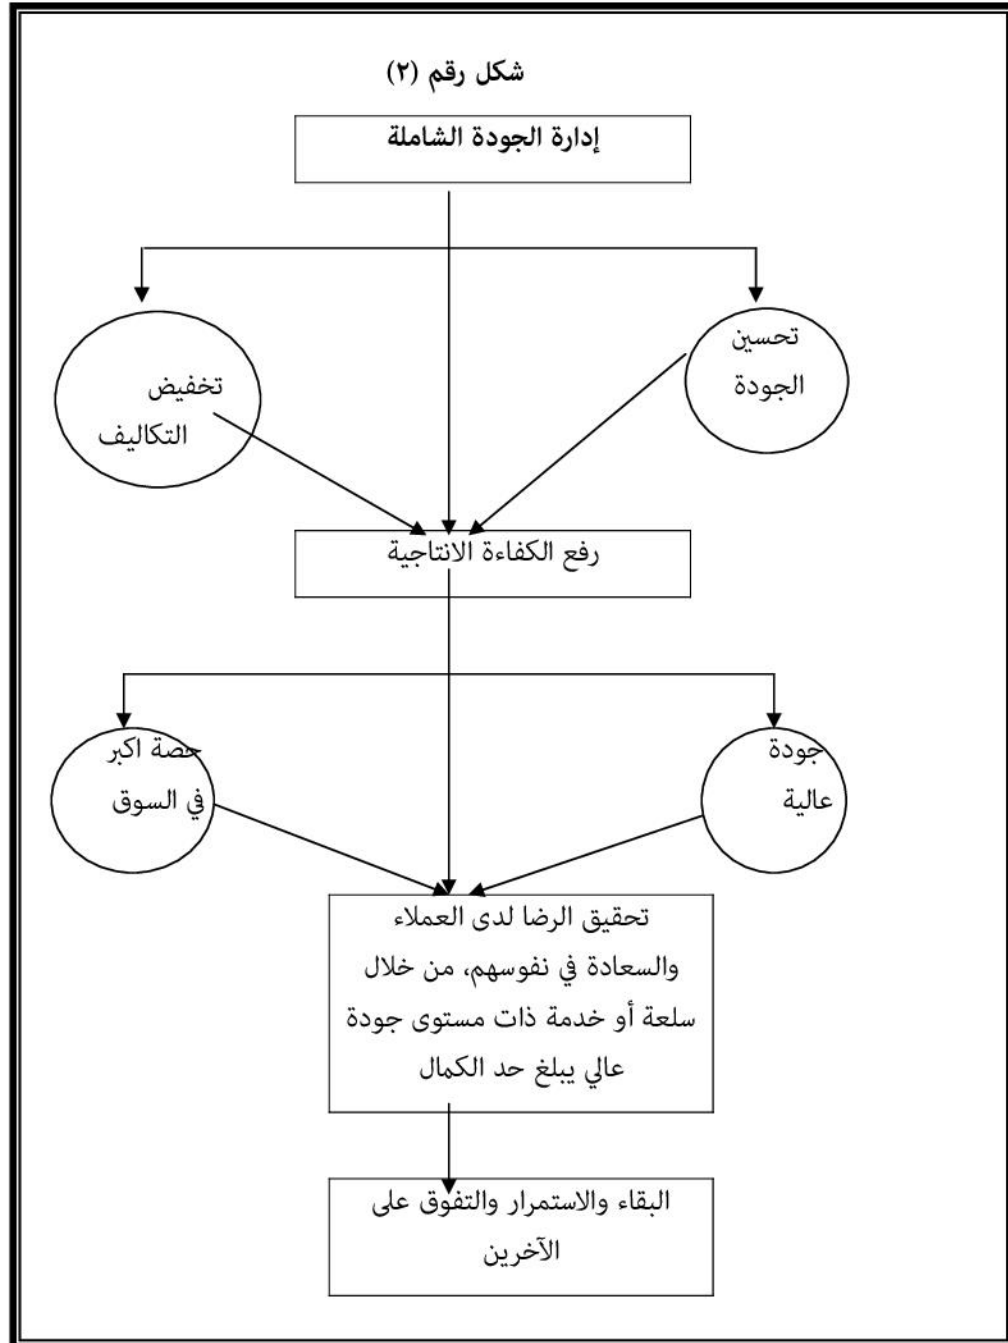 شكل رقم (٢)
إدارة الجودة الشاملة
تحسين
الجودة
تخفيض
التكاليف
رفع الكفاءة الانتاجية
جودة
عالية
حصة اكبر
في السوق
تحقيق الرضا لدى العملاء
والسعادة في نفوسهم، من خلال
سلعة أو خدمة ذات مستوى جودة
عالي يبلغ حد الكمال
البقاء والاستمرار والتفوق على
الآخرين